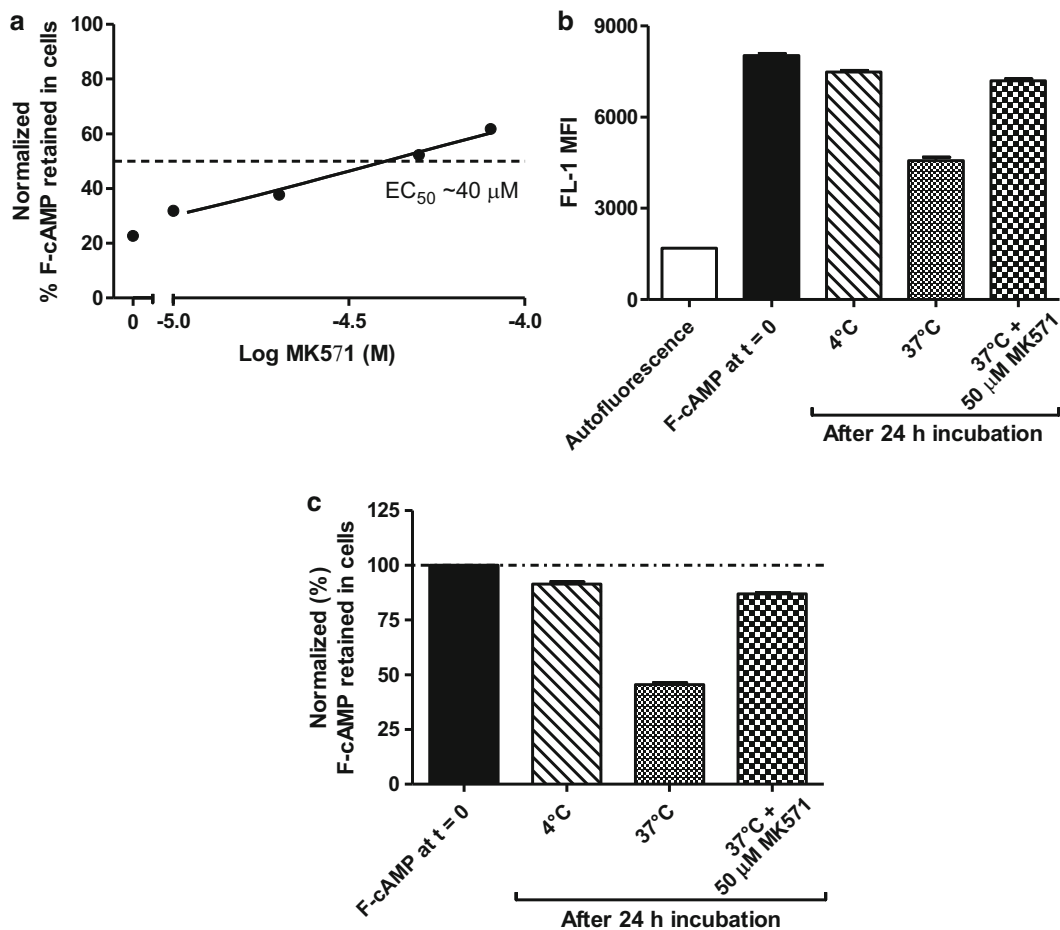 a
Normalized
% F-cAMP retained in cells
100
80
60
40
20
0
EC50 ~40 μM
0
-5.0
-4.5
-4.0
Log MK571 (M)
b
FL-1 MFI
9000
6000
3000
0
Autofluorescence
F-cAMP at t = 0
4°C
37°C
37°C +
50 μM MK571
After 24 h incubation
c
Normalized (%)
F-cAMP retained in cells
125
100
75
50
25
0
F-cAMP at t = 0
4°C
37°C
37°C +
50 μM MK571
After 24 h incubation